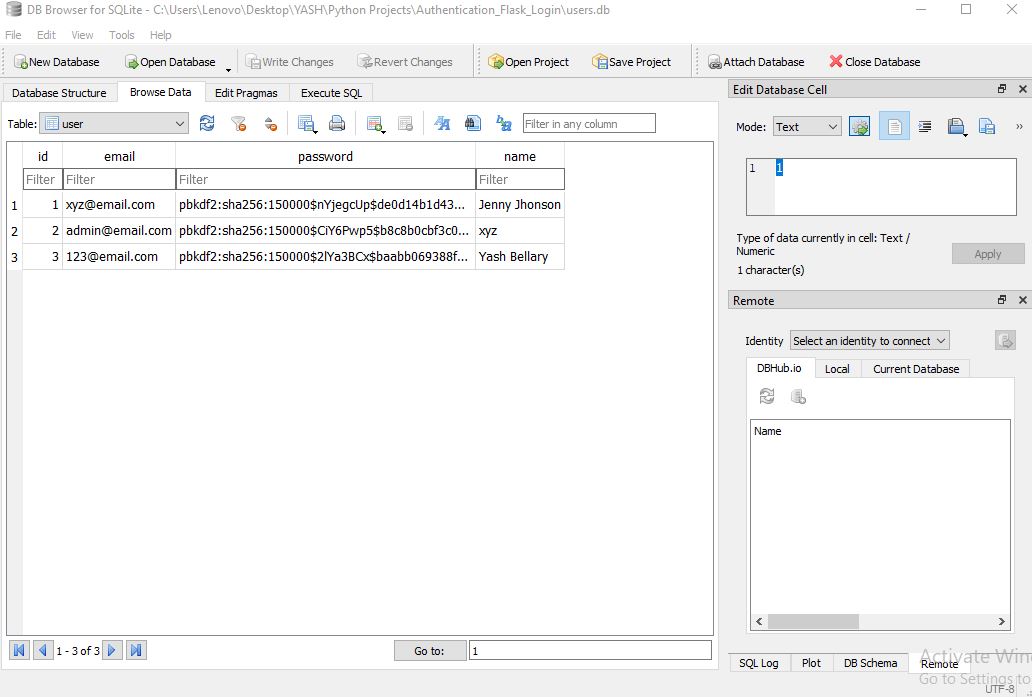 DB Browser for SQLite - C:\Users\Lenovo\Desktop\YASH\Python Projects\Authentication_Flask_Login\users.db
File Edit View Tools Help
New Database Open Database Write Changes Revert Changes Open Project Save Project Attach Database Close Database
Database Structure Browse Data Edit Pragmas Execute SQL
Table: user Filter in any column
id email password name
Filter Filter Filter Filter
1 1 xyz@email.com pbkdf2:sha256:150000$nYjegcUp$de0d14b1d43... Jenny Jhonson
2 2 admin@email.com pbkdf2:sha256:150000$CiY6Pwp5$b8c8b0cbf3c0... xyz
3 3 123@email.com pbkdf2:sha256:150000$2lYa3BCx$baabb069388f... Yash Bellary
1 - 3 of 3 Go to: 1
Edit Database Cell
Mode: Text
1 1
Type of data currently in cell: Text /
Numeric
1 character(s)
Apply
Remote
Identity Select an identity to connect
DBHub.io Local Current Database
Name
SQL Log Plot DB Schema Remote
Activate Win
Go to Settings to
UTF-8